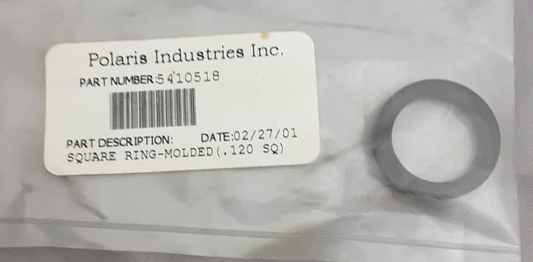 Polaris Industries Inc.
PART NUMBER:5410518
PART DESCRIPTION: DATE:02/27/01
SQUARE RING-MOLDED(.120 SQ)